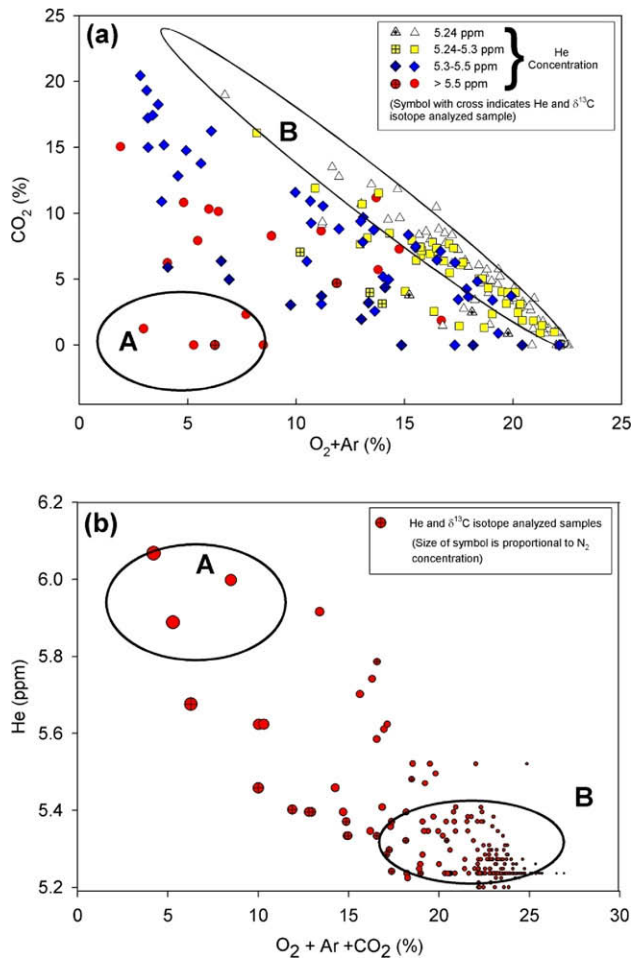 (a)
5.24 ppm
5.24-5.3 ppm
5.3-5.5 ppm
> 5.5 ppm
He
Concentration
(Symbol with cross indicates He and δ13C
isotope analyzed sample)
B
A
25
20
15
10
5
0
CO2 (%)
0 5 10 15 20 25
O2+Ar (%)
(b)
He and δ13C isotope analyzed samples
(Size of symbol is proportional to N2
concentration)
A
B
6.2
6.0
5.8
5.6
5.4
5.2
He (ppm)
0 5 10 15 20 25 30
O2 + Ar +CO2 (%)